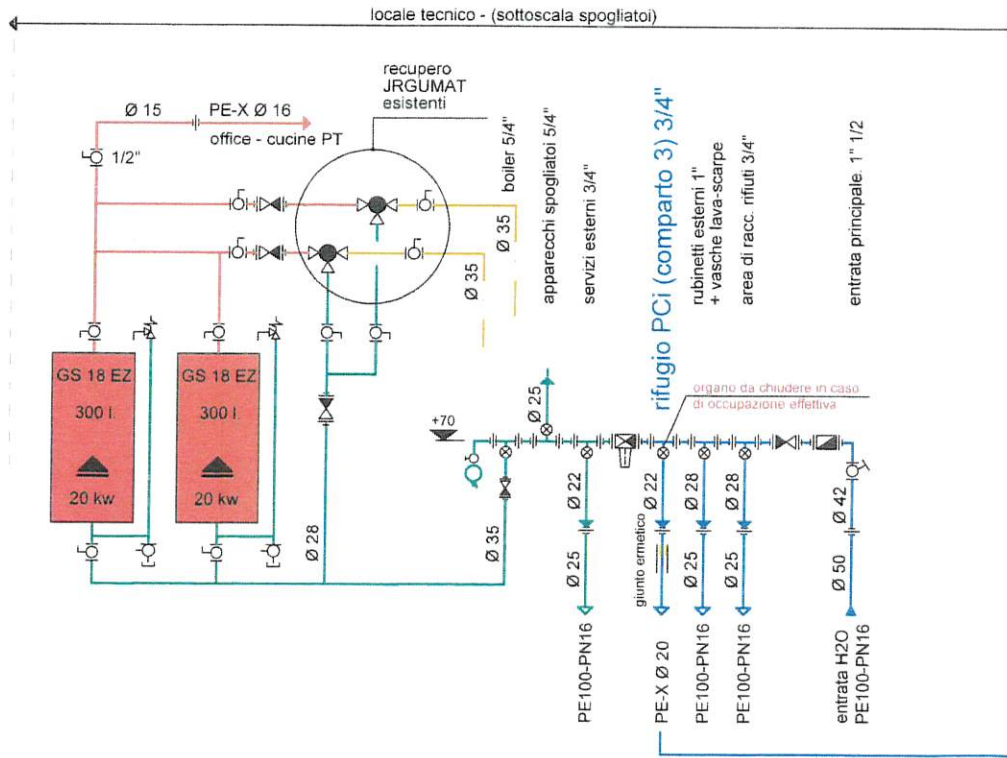 locale tecnico - (sottoscala spogliatoi)
recupero
JRGUMAT
esistenti
Ø 15
PE-X Ø 16
office - cucine PT
1/2"
boiler 5/4"
apparecchi spogliatoi 5/4"
servizi esterni 3/4"
rifugio PCi (comparto 3) 3/4"
rubinetti esterni 1"
+ vasche lava-scarpe
area di racc. rifiuti 3/4"
entrata principale. 1" 1/2
Ø 35
Ø 35
GS 18 EZ
300 l.
20 kw
GS 18 EZ
300 l.
20 kw
organo da chiudere in caso
di occupazione effettiva
+70
Ø 25
Ø 28
Ø 35
Ø 22
Ø 22
Ø 28
Ø 28
Ø 42
giunto ermetico
Ø 25
Ø 25
Ø 25
Ø 50
PE100-PN16
PE-X Ø 20
PE100-PN16
PE100-PN16
entrata H2O
PE100-PN16